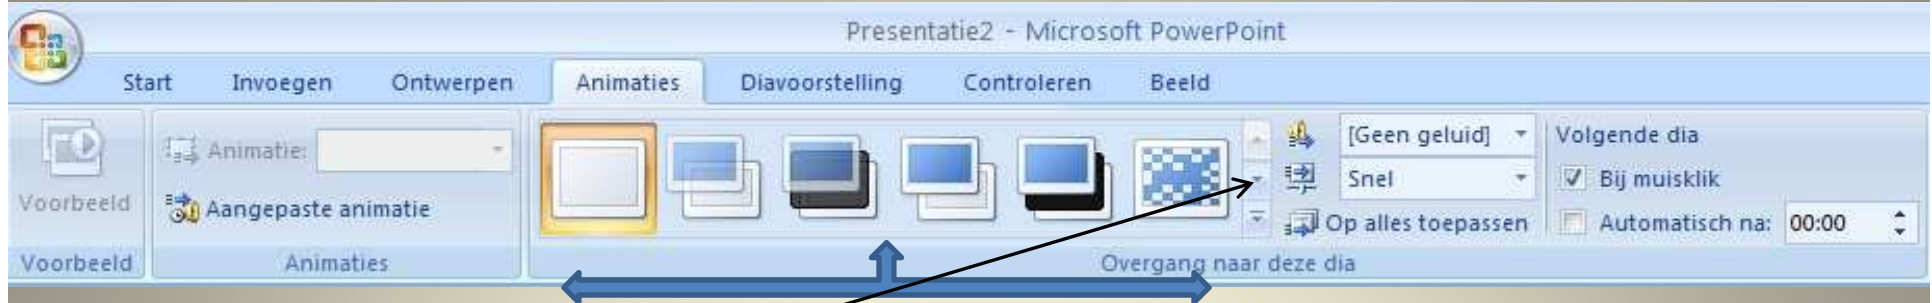 Presentatie2 - Microsoft PowerPoint
Start Invoegen Ontwerpen Animaties Diavoorstelling Controleren Beeld
Voorbeeld
Animatie:
Aangepaste animatie
[Geen geluid]
Snel
Op alles toepassen
Volgende dia
Bij muisklik
Automatisch na: 00:00
Voorbeeld Animaties Overgang naar deze dia